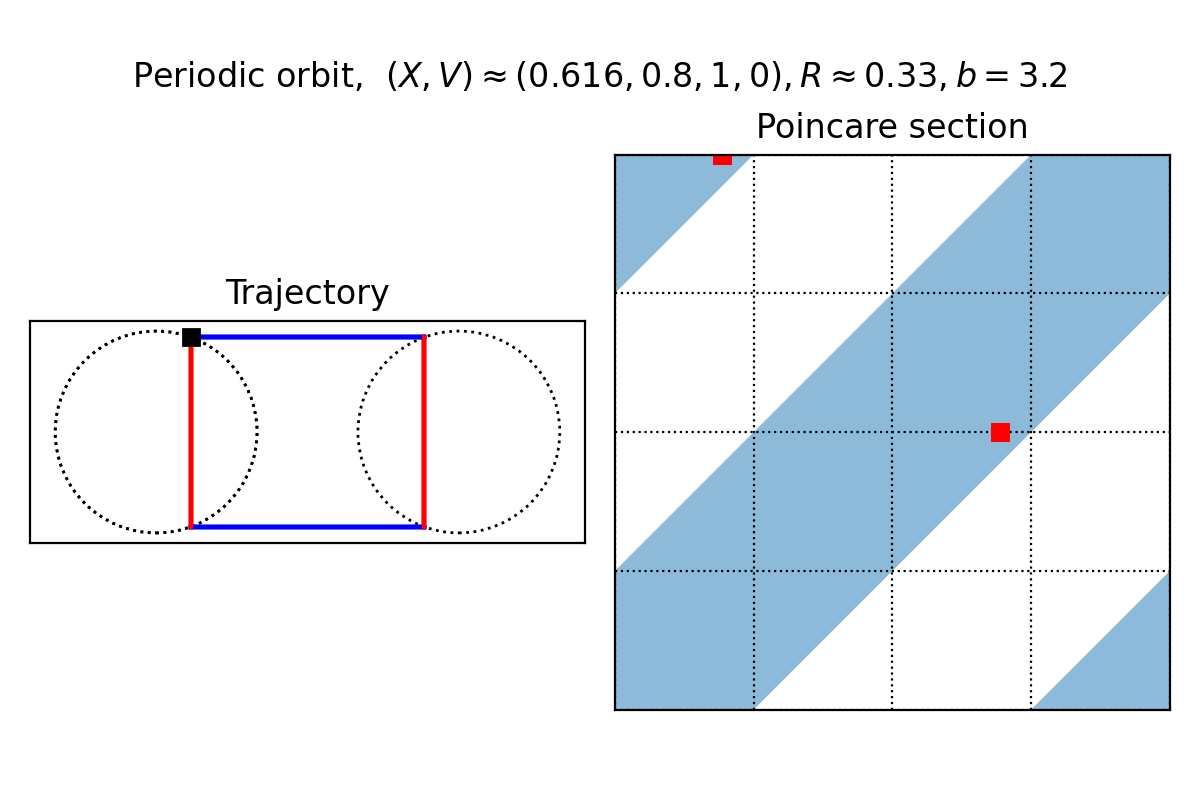 Periodic orbit, (X, V) ≈ (0.616, 0.8, 1, 0), R ≈ 0.33, b = 3.2
Poincare section
Trajectory